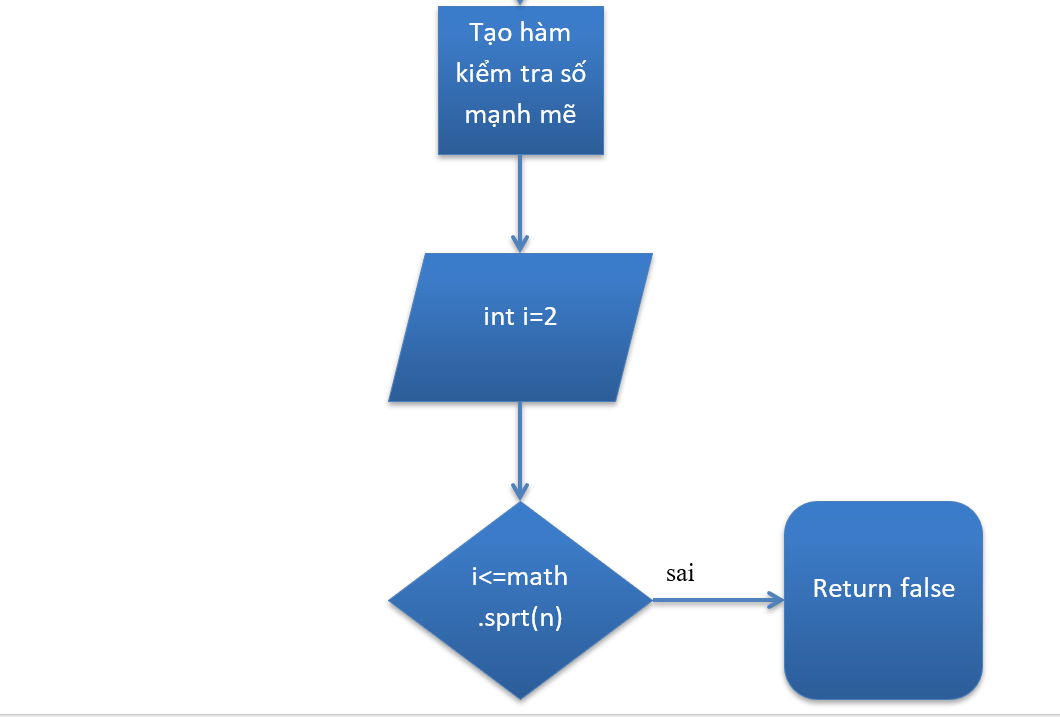 Tạo hàm
kiểm tra số
mạnh mẽ
int i=2
i<=math
.sprt(n)
sai
Return false